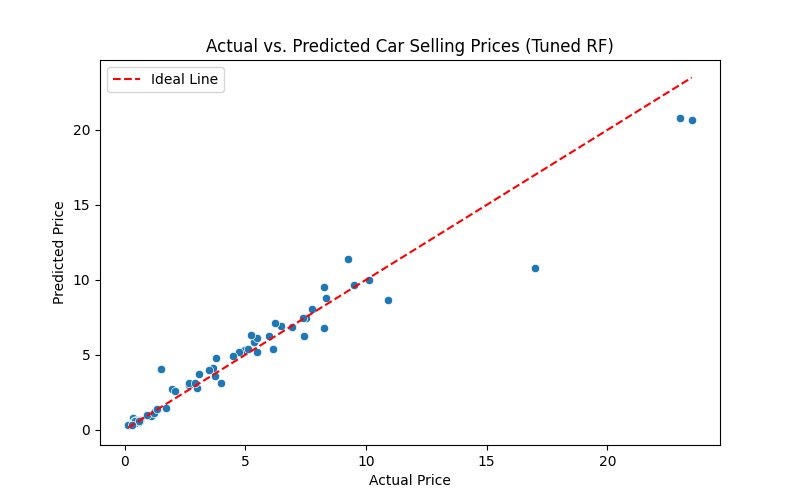 Actual vs. Predicted Car Selling Prices (Tuned RF)
Ideal Line
Predicted Price
20
15
10
5
0
0 5 10 15 20
Actual Price